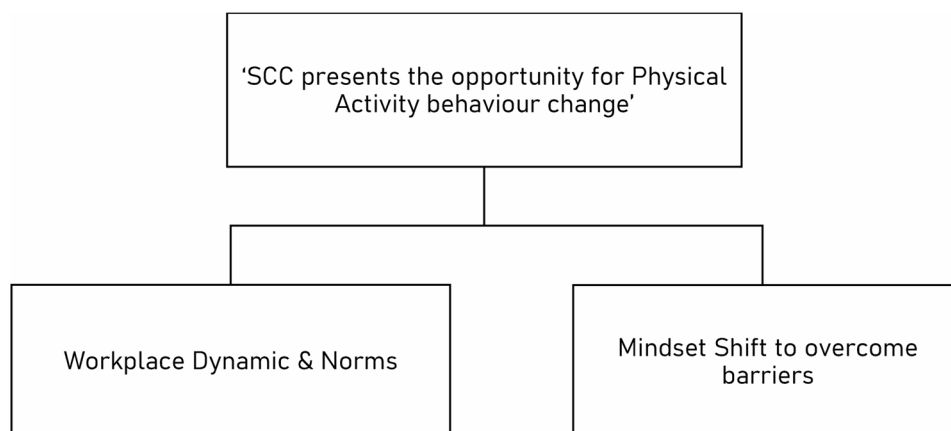 ‘SCC presents the opportunity for Physical
Activity behaviour change’
Workplace Dynamic & Norms
Mindset Shift to overcome
barriers